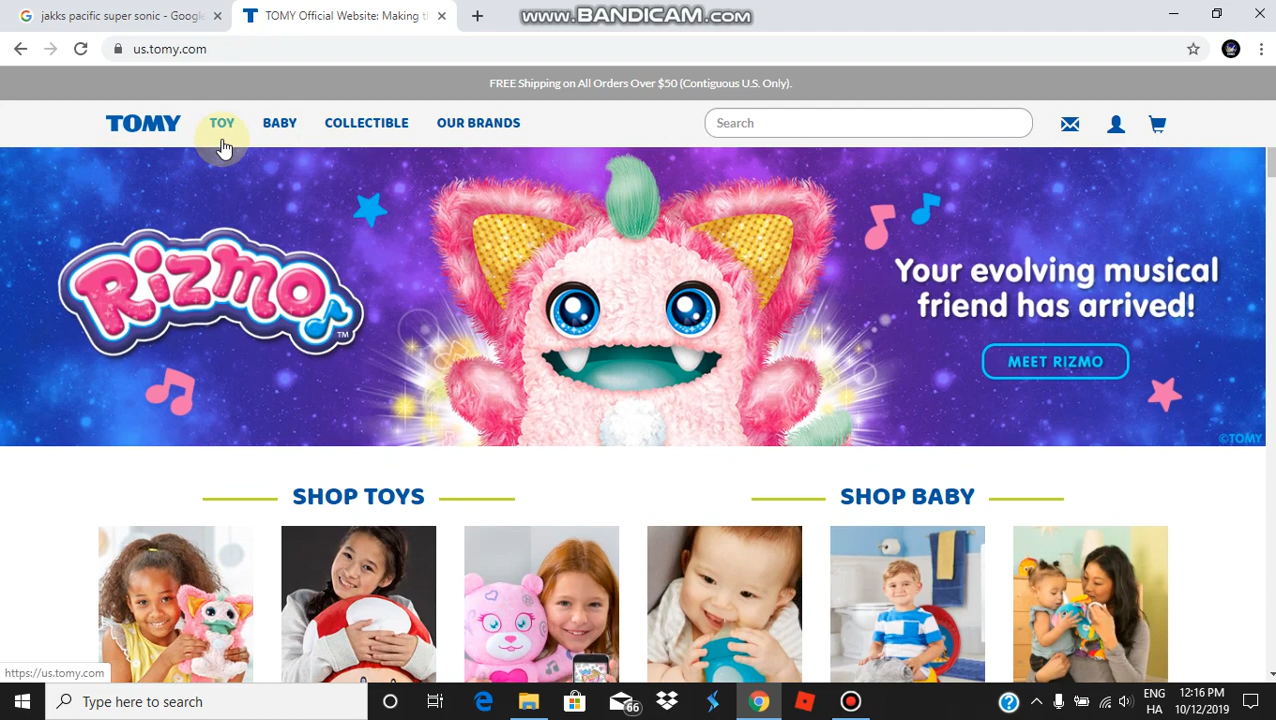 jakks pacific super sonic - Google
TOMY Official Website: Making t
www.BANDICAM.com
us.tomy.com
FREE Shipping on All Orders Over $50 (Contiguous U.S. Only).
TOMY
TOY
BABY
COLLECTIBLE
OUR BRANDS
Search
Rizmo TM
Your evolving musical
friend has arrived!
MEET RIZMO
©TOMY
SHOP TOYS
SHOP BABY
https://us.tomy.com
Type here to search
66
ENG
HA
12:16 PM
10/12/2019